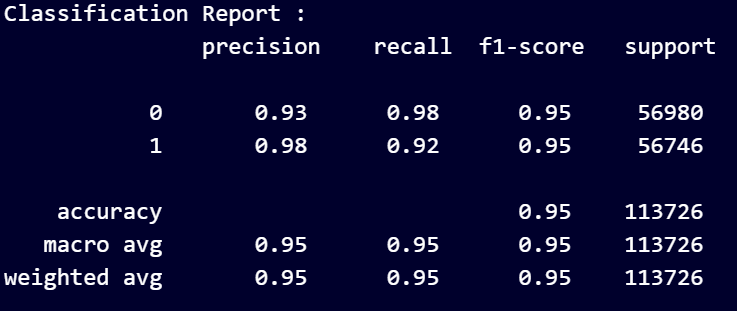 Classification Report :
precision recall f1-score support
0 0.93 0.98 0.95 56980
1 0.98 0.92 0.95 56746
accuracy 0.95 113726
macro avg 0.95 0.95 0.95 113726
weighted avg 0.95 0.95 0.95 113726